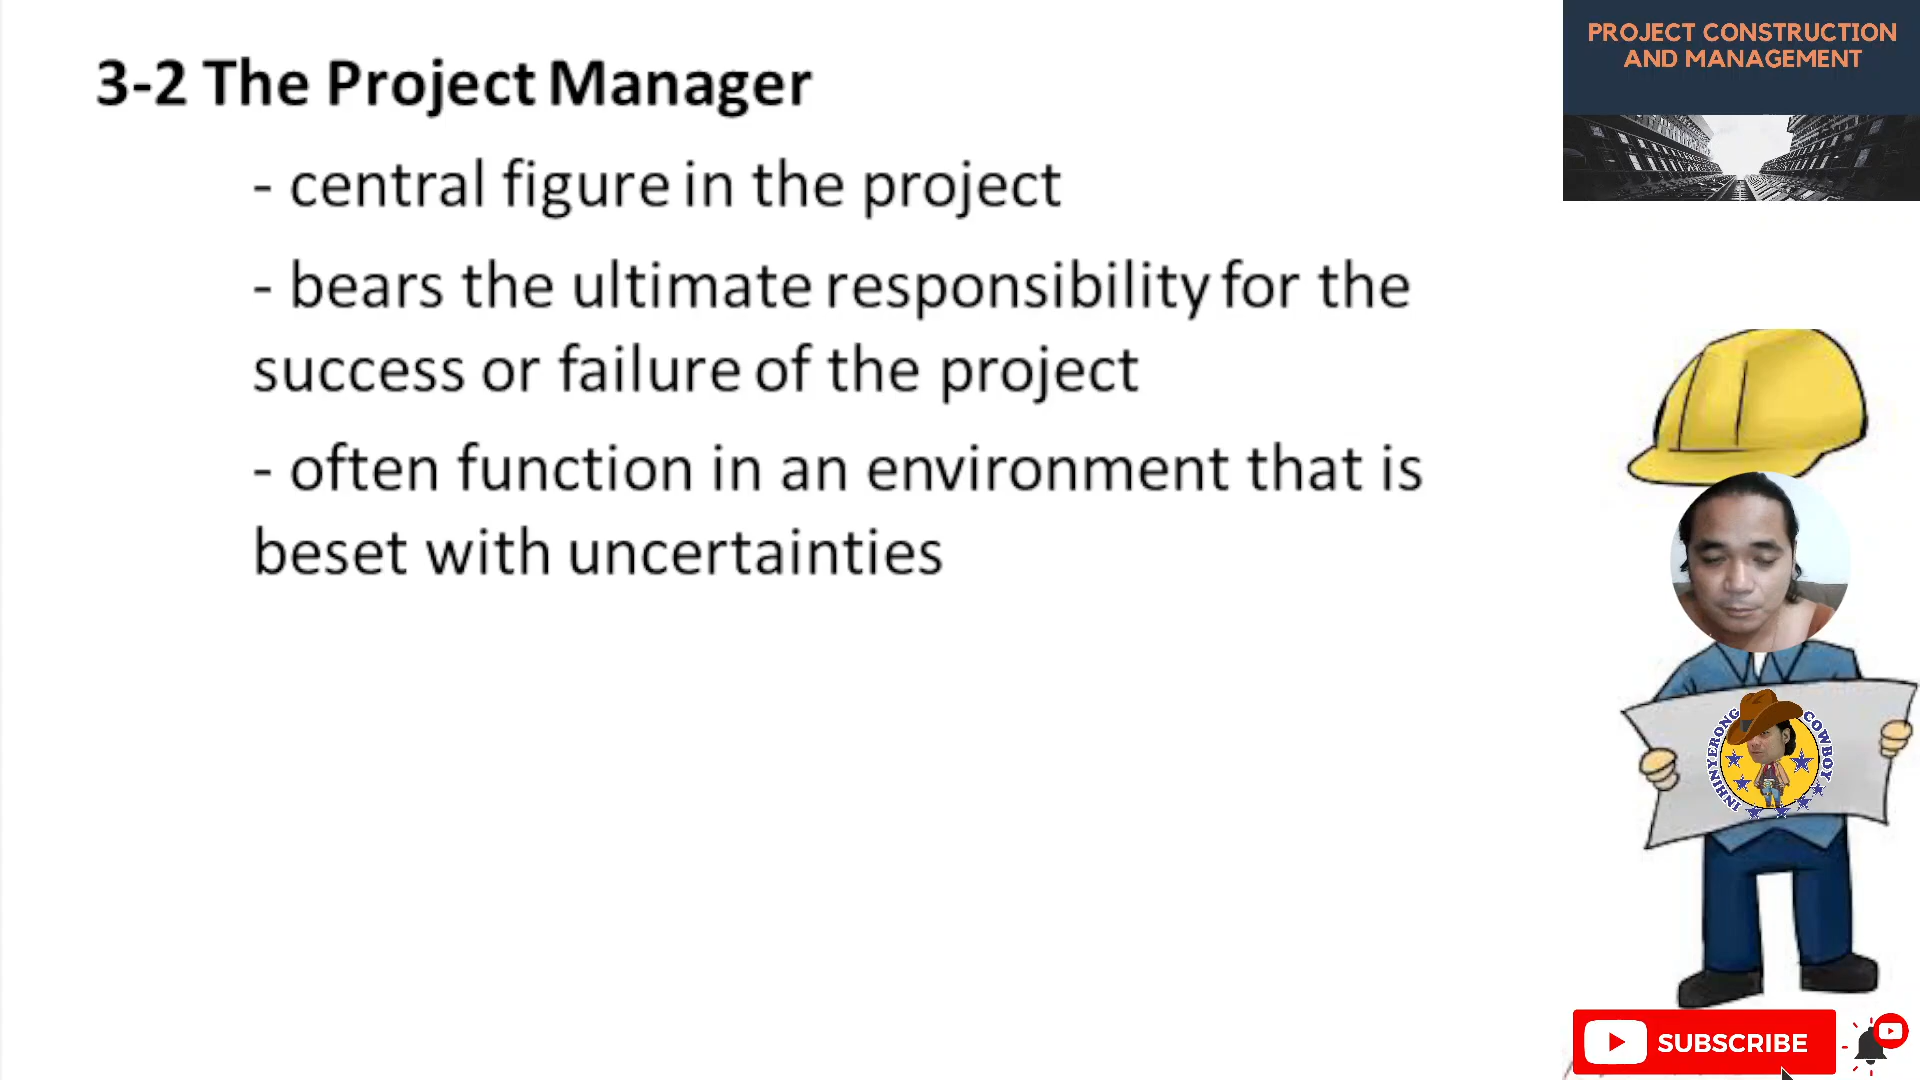 3-2 The Project Manager
- central figure in the project
- bears the ultimate responsibility for the
success or failure of the project
- often function in an environment that is
beset with uncertainties
PROJECT CONSTRUCTION
AND MANAGEMENT
INHINYERONG COWBOY
SUBSCRIBE